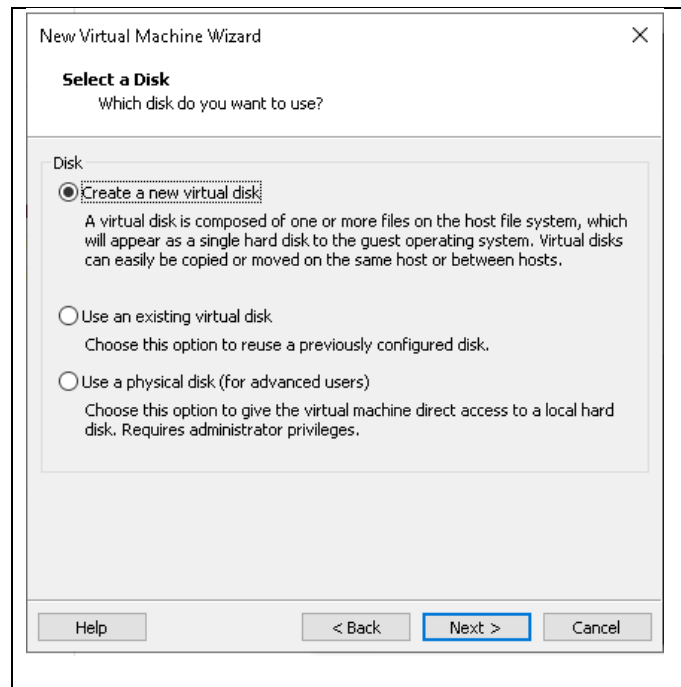 New Virtual Machine Wizard
Select a Disk
Which disk do you want to use?
Disk
Create a new virtual disk
A virtual disk is composed of one or more files on the host file system, which
will appear as a single hard disk to the guest operating system. Virtual disks
can easily be copied or moved on the same host or between hosts.
Use an existing virtual disk
Choose this option to reuse a previously configured disk.
Use a physical disk (for advanced users)
Choose this option to give the virtual machine direct access to a local hard
disk. Requires administrator privileges.
Help < Back Next > Cancel